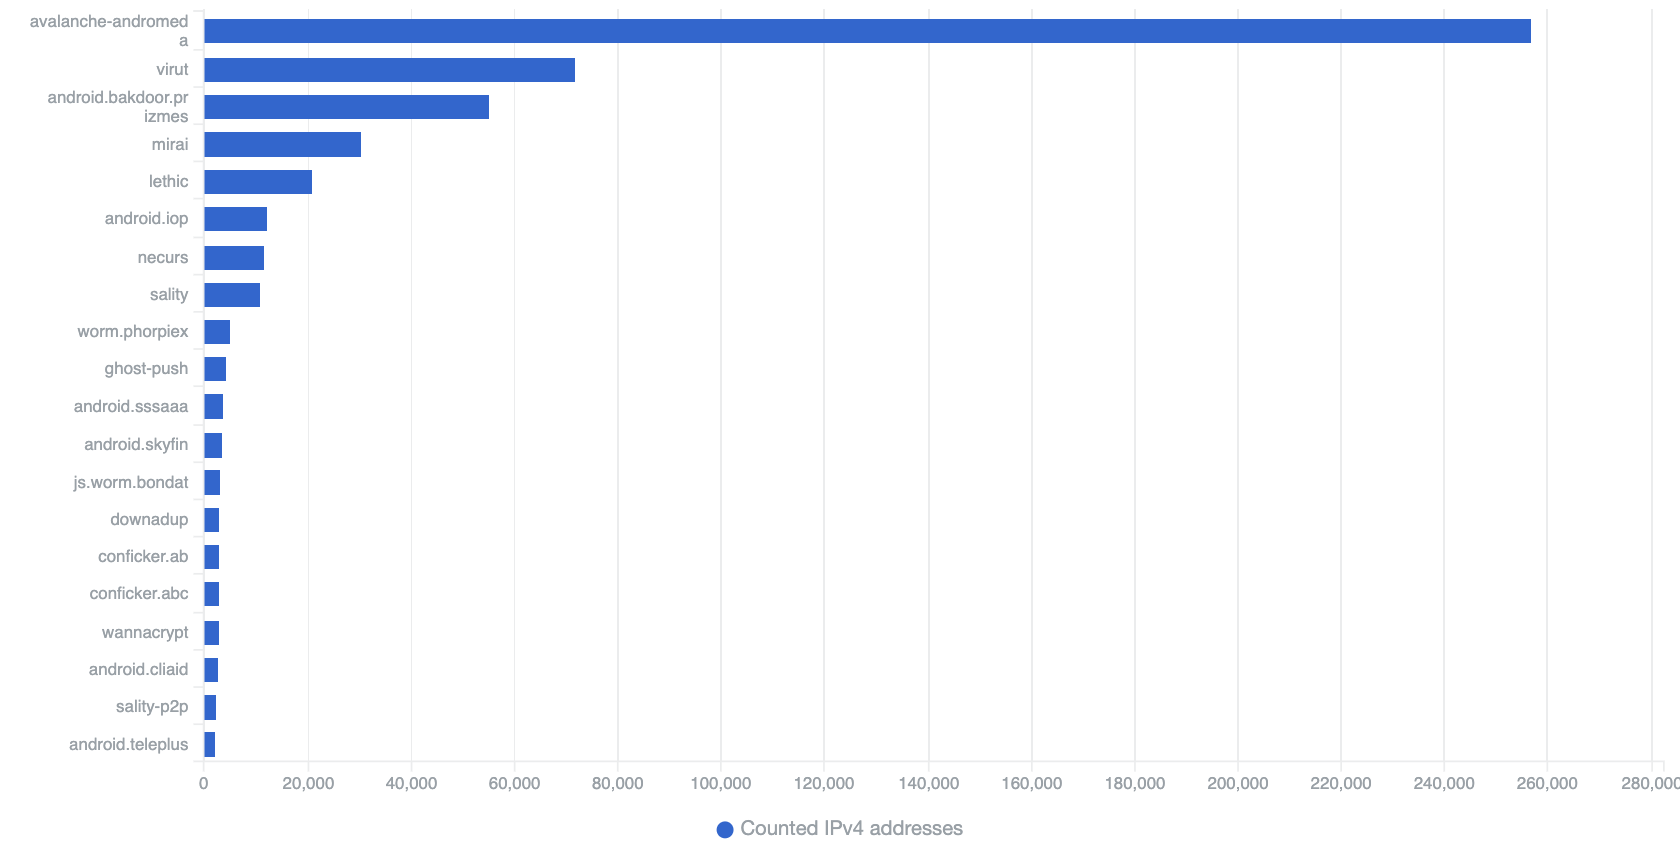 avalanche-andromed
a
virut
android.bakdoor.pr
izmes
mirai
lethic
android.iop
necurs
sality
worm.phorpiex
ghost-push
android.sssaaa
android.skyfin
js.worm.bondat
downadup
conficker.ab
conficker.abc
wannacrypt
android.cliaid
sality-p2p
android.teleplus
0 20,000 40,000 60,000 80,000 100,000 120,000 140,000 160,000 180,000 200,000 220,000 240,000 260,000 280,000
Counted IPv4 addresses